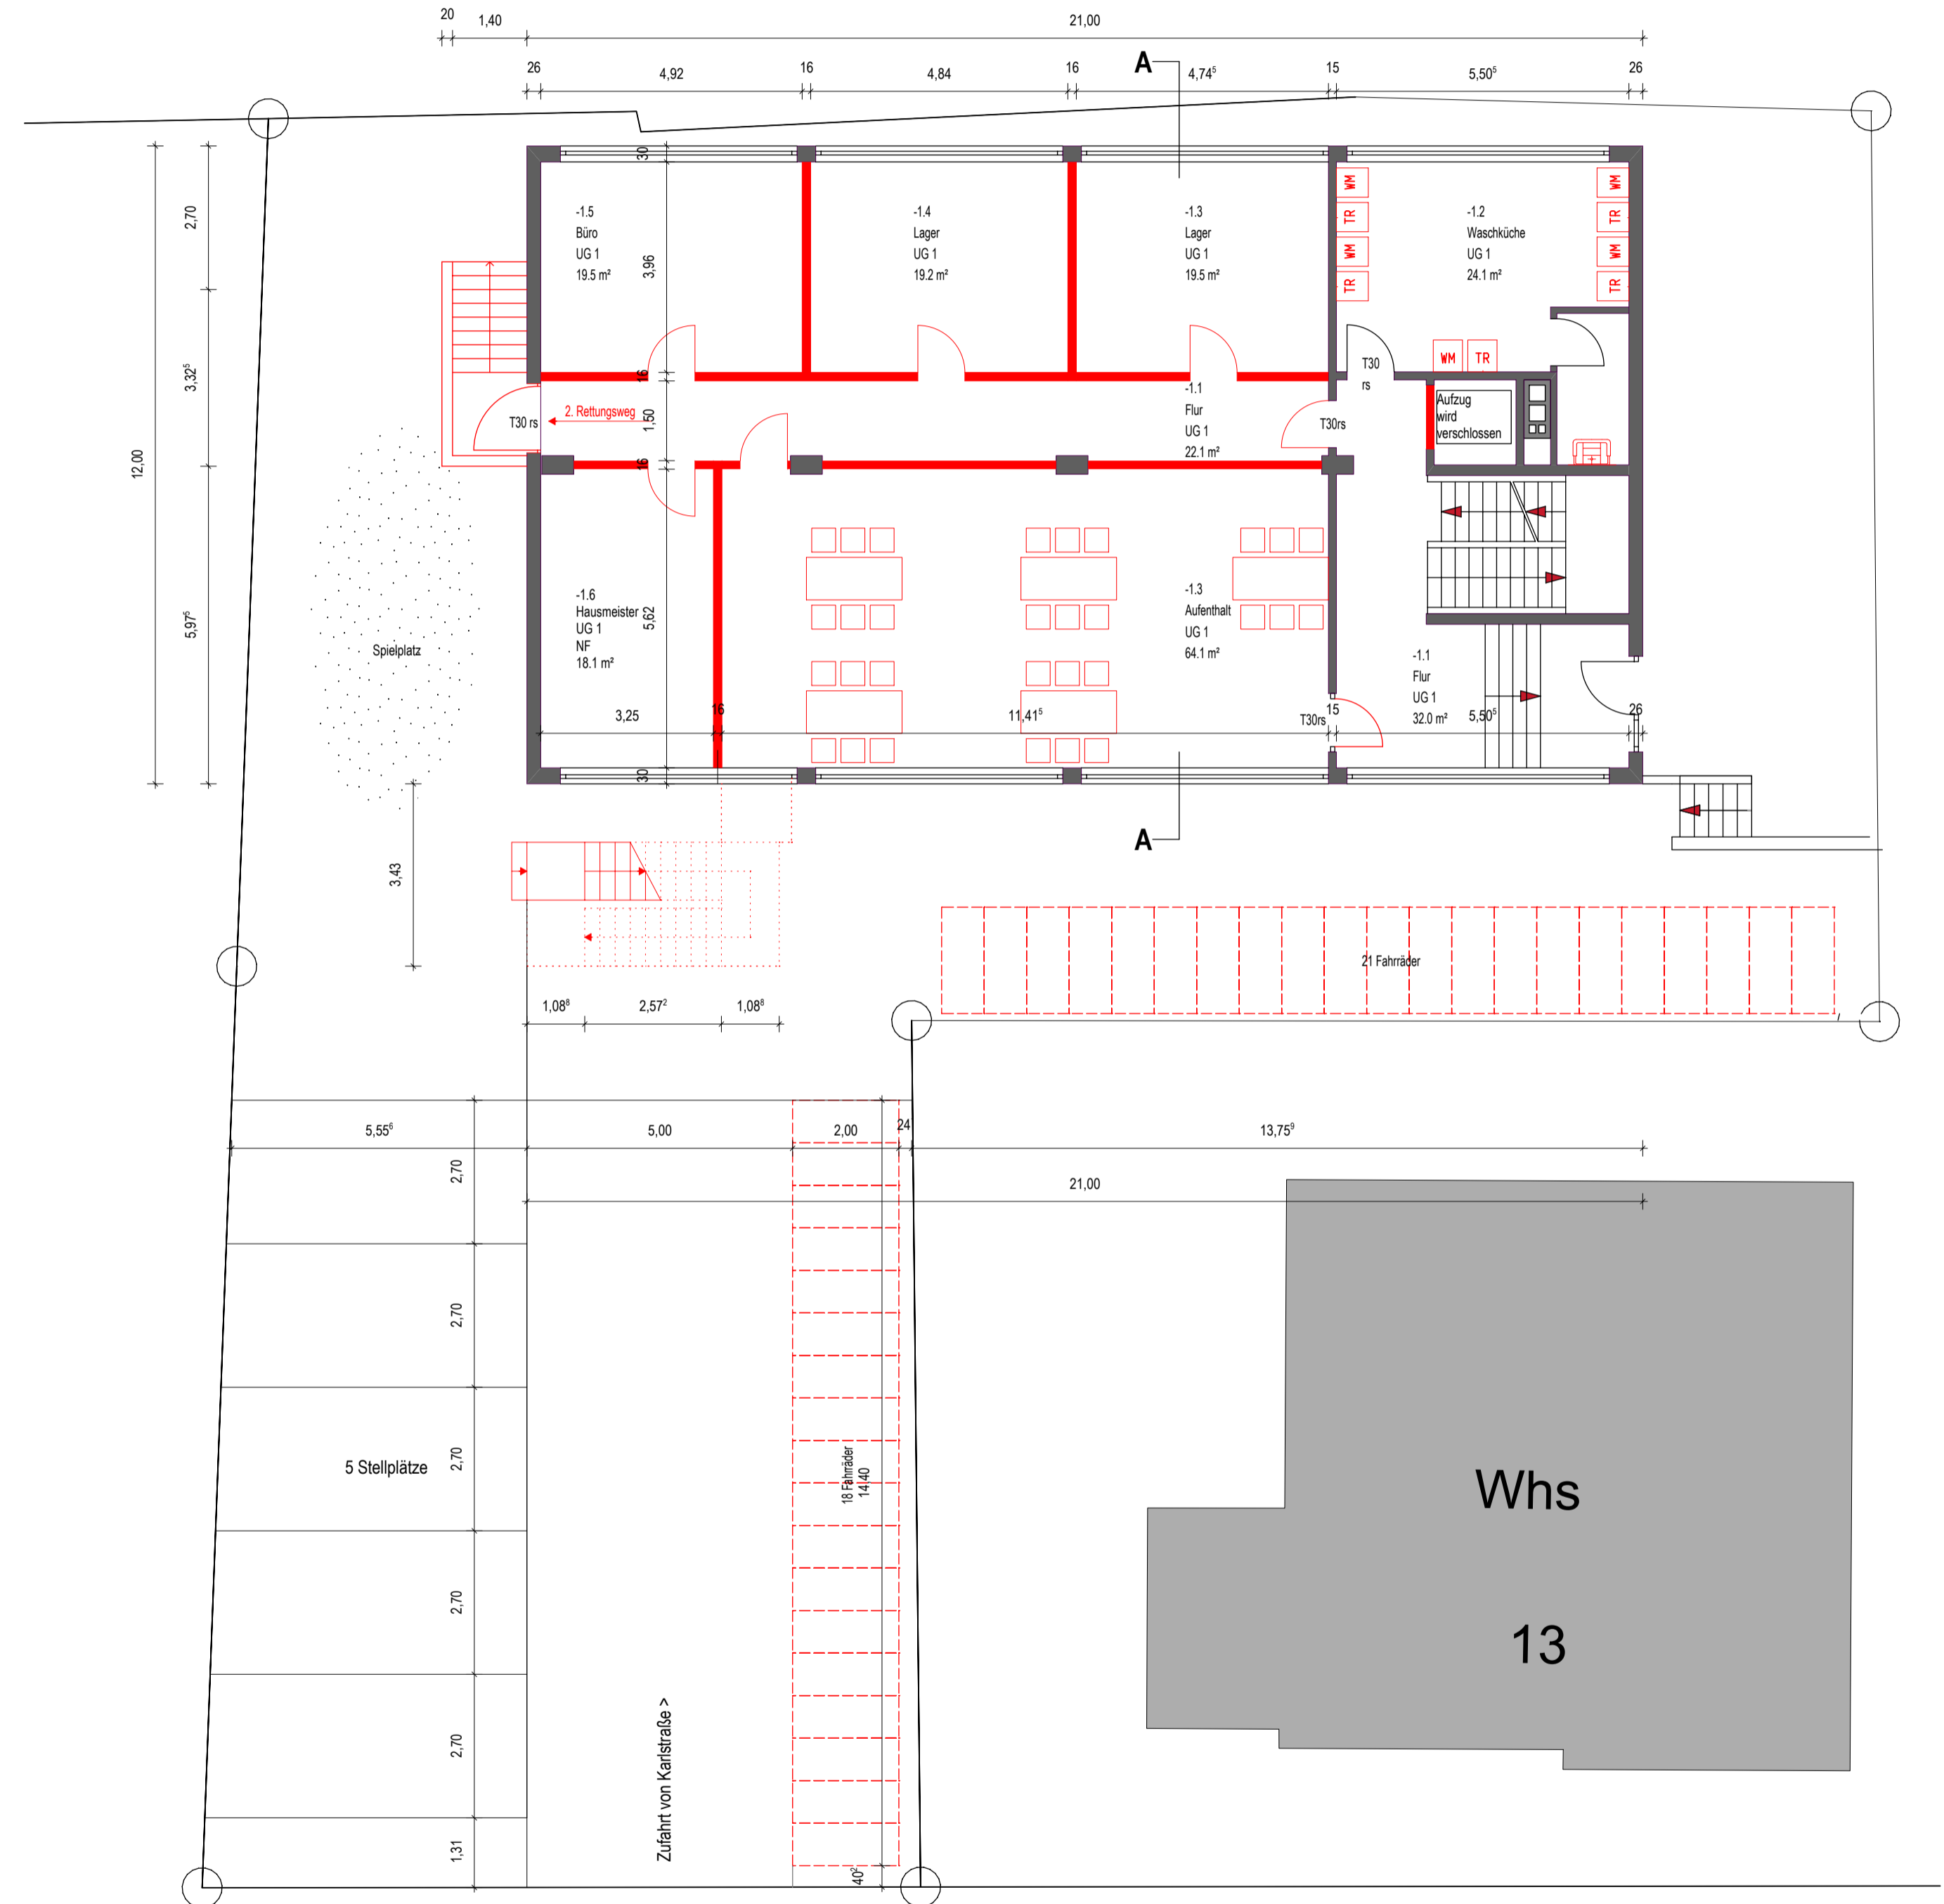 20
1,40
21,00
26
4,92
16
4,84
16
A
4,74⁵
15
5,50⁵
26
30
2,70
3,32⁵
12,00
5,97⁵
3,96
16
1,50
16
5,62
30
-1.5
Büro
UG 1
19.5 m²
-1.4
Lager
UG 1
19.2 m²
-1.3
Lager
UG 1
19.5 m²
WM
TR
WM
TR
-1.2
Waschküche
UG 1
24.1 m²
WM
TR
WM
TR
WM
TR
T30
rs
T30 rs
2. Rettungsweg
-1.1
Flur
UG 1
22.1 m²
T30rs
Aufzug
wird
verschlossen
Spielplatz
-1.6
Hausmeister
UG 1
NF
18.1 m²
-1.3
Aufenthalt
UG 1
64.1 m²
-1.1
Flur
UG 1
32.0 m²
T30rs
3,25
16
11,41⁵
15
5,50⁵
26
A
3,43
21 Fahrräder
1,08⁸
2,57²
1,08⁸
5,55⁶
5,00
2,00
24
13,75⁹
21,00
2,70
2,70
2,70
2,70
2,70
1,31
5 Stellplätze
18 Fahrräder
14,40
40²
Zufahrt von Karlstraße >
Whs
13